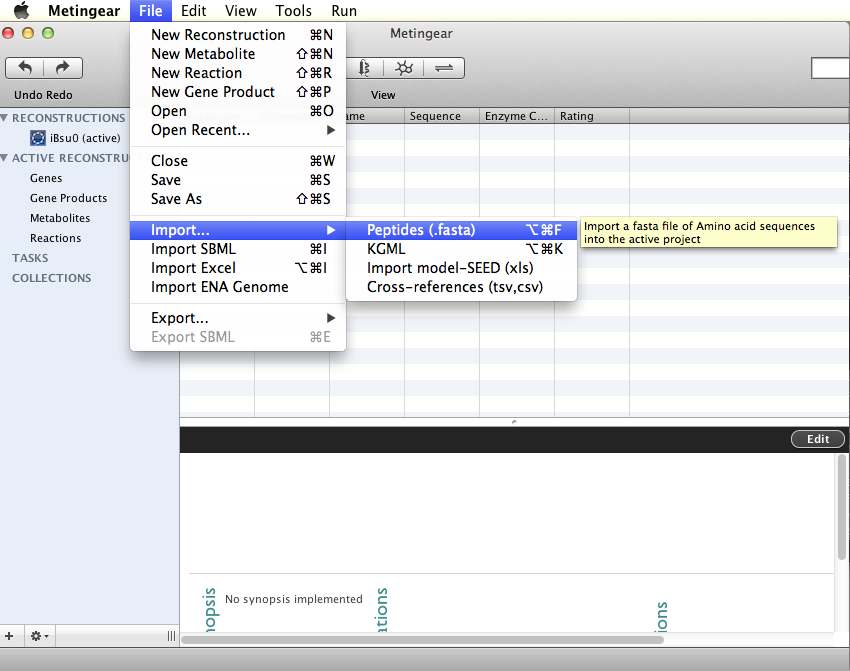 Metingear File Edit View Tools Run
Metingear
Undo Redo
View
New Reconstruction ⌘N
New Metabolite ⇧⌘N
New Reaction ⇧⌘R
New Gene Product ⇧⌘P
Open ⌘O
Open Recent... ▶
Close ⌘W
Save ⌘S
Save As ⇧⌘S
Import... ▶
Import SBML ⌘I
Import Excel ⌥⌘I
Import ENA Genome
Export... ▶
Export SBML ⌘E
Peptides (.fasta) ⌥⌘F
KGML ⌥⌘K
Import model-SEED (xls)
Cross-references (tsv,csv)
Import a fasta file of Amino acid sequences
into the active project
RECONSTRUCTIONS
iBsu0 (active)
ACTIVE RECONSTRU
Genes
Gene Products
Metabolites
Reactions
TASKS
COLLECTIONS
ame Sequence Enzyme C... Rating
Edit
nopsis
No synopsis implemented
ations
ions